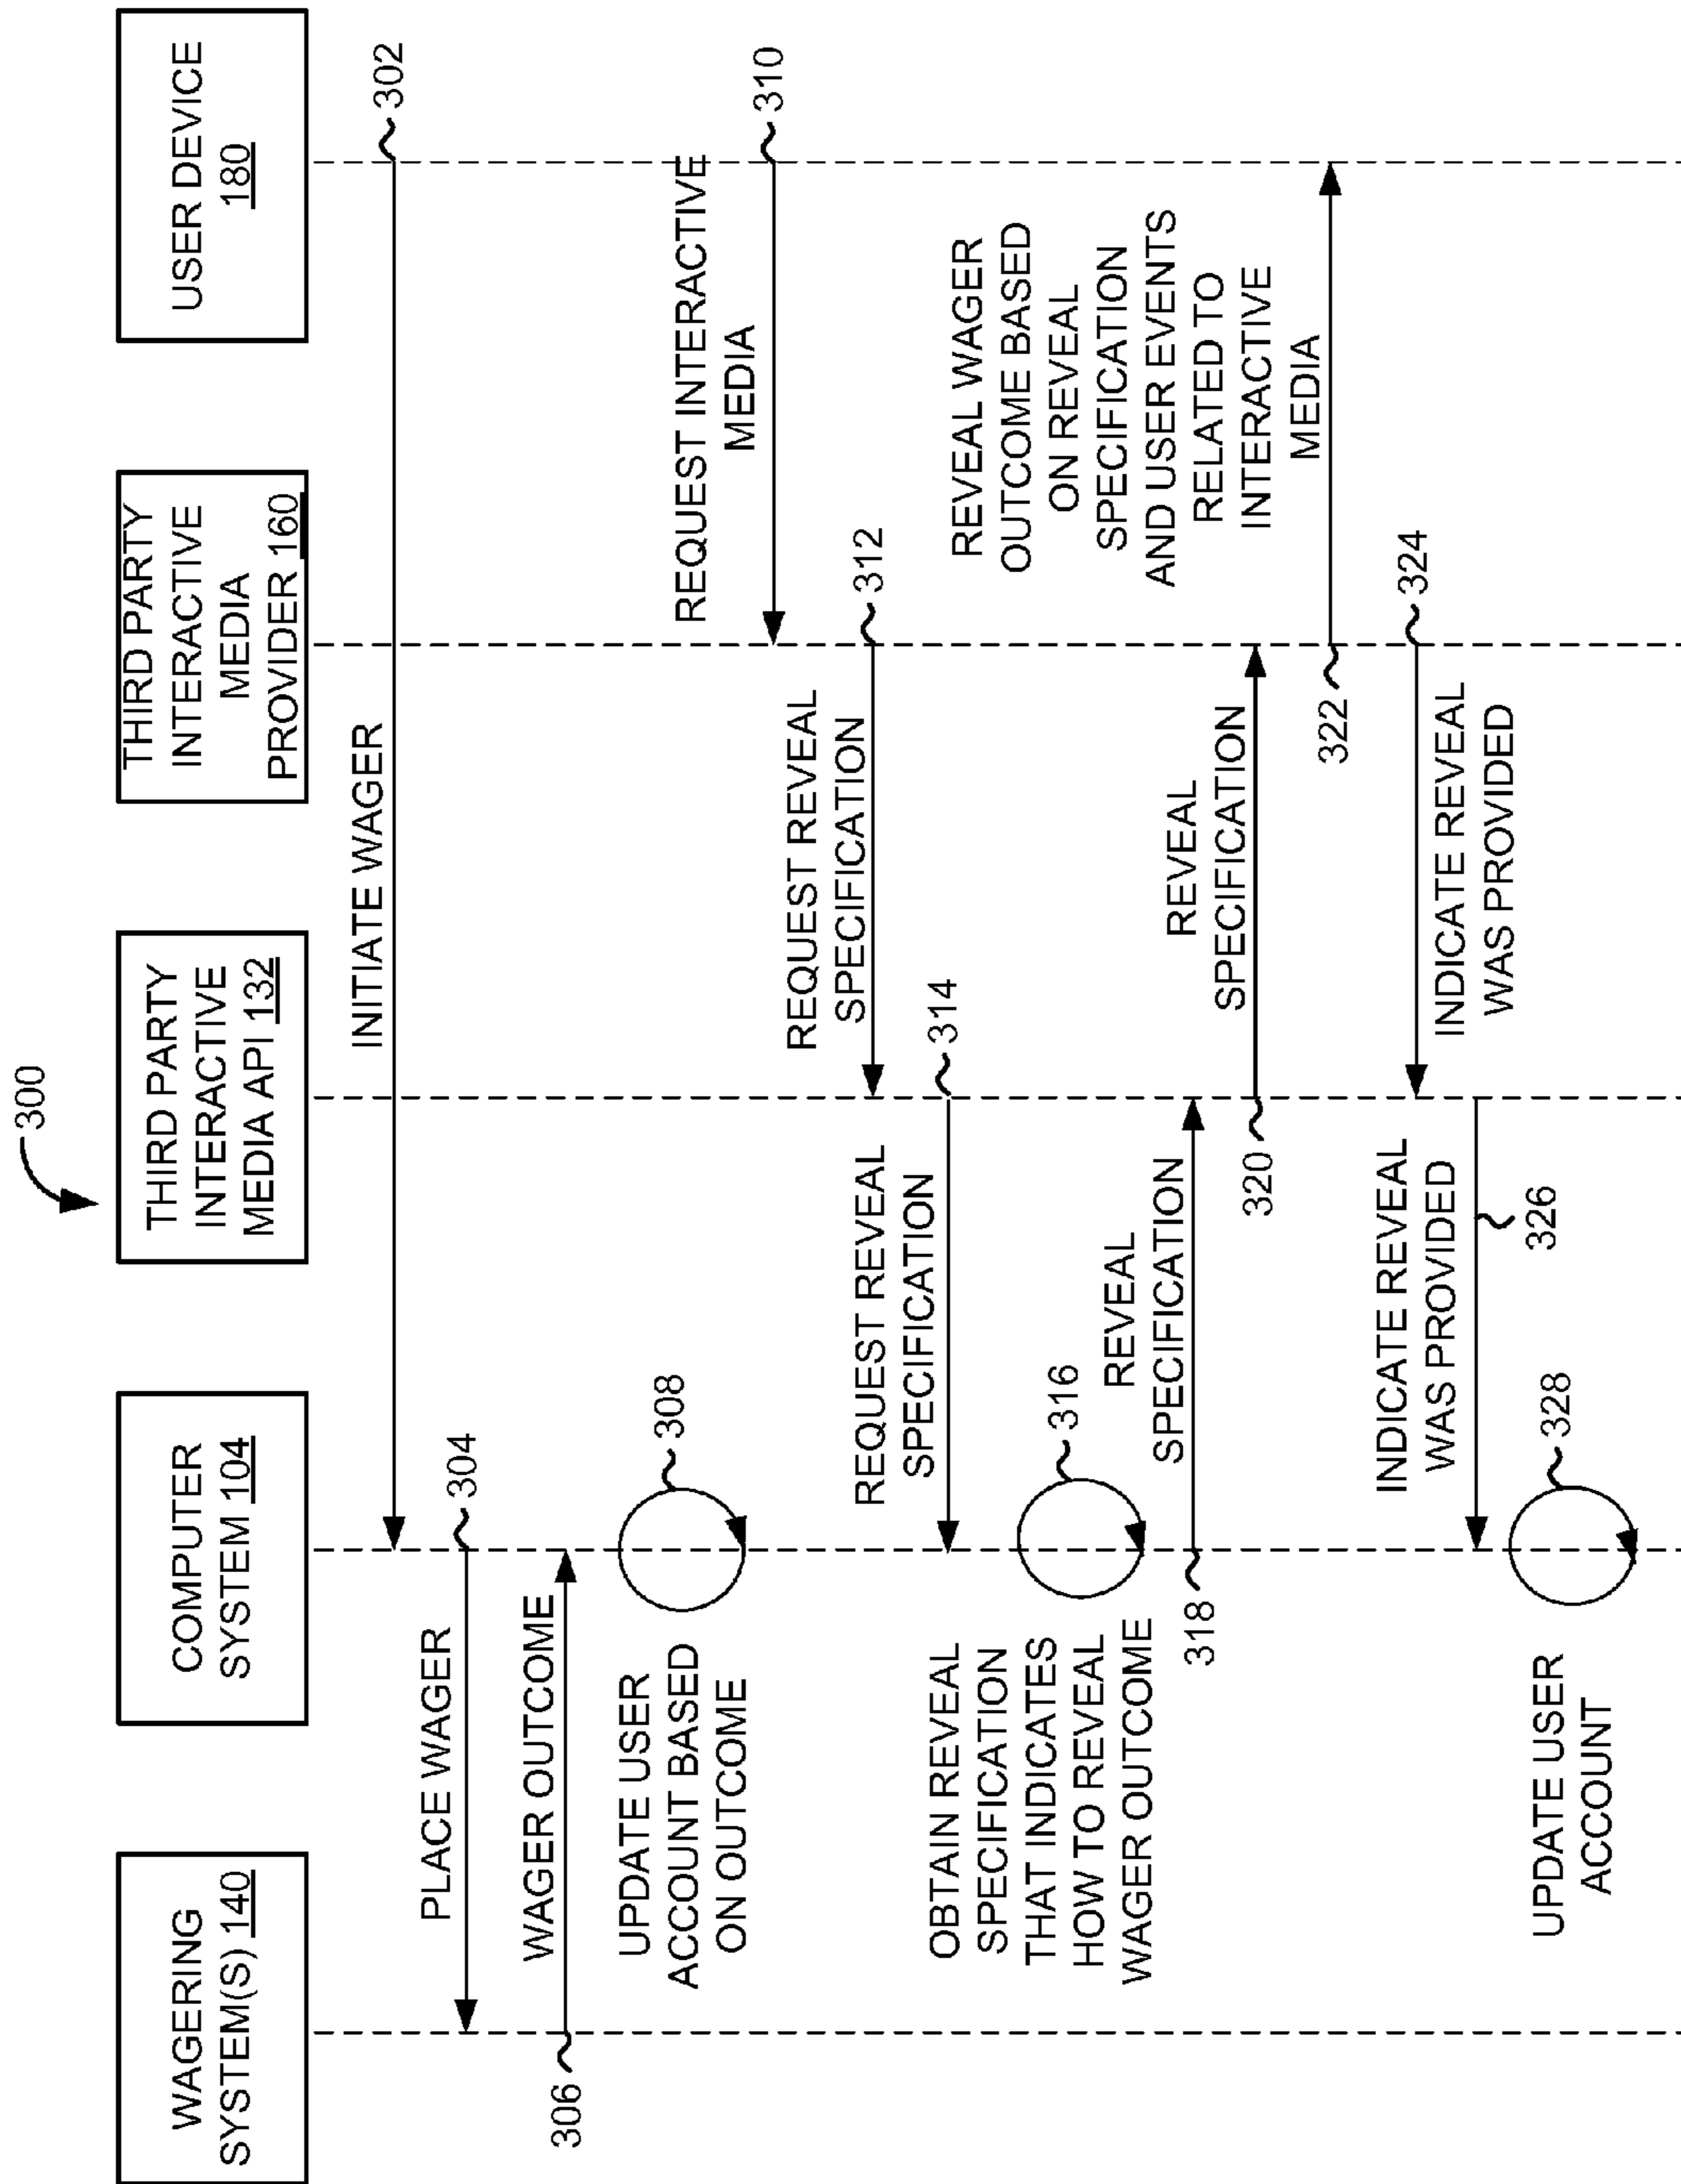 300
WAGERING
SYSTEM(S) 140
COMPUTER
SYSTEM 104
THIRD PARTY
INTERACTIVE
MEDIA API 132
THIRD PARTY
INTERACTIVE
MEDIA
PROVIDER 160
USER DEVICE
180
INITIATE WAGER
302
PLACE WAGER
304
WAGER OUTCOME
306
UPDATE USER
ACCOUNT BASED
ON OUTCOME
308
REQUEST INTERACTIVE
MEDIA
310
REQUEST REVEAL
SPECIFICATION
312
REQUEST REVEAL
SPECIFICATION
314
OBTAIN REVEAL
SPECIFICATION
THAT INDICATES
HOW TO REVEAL
WAGER OUTCOME
316
REVEAL
SPECIFICATION
318
REVEAL
SPECIFICATION
320
REVEAL WAGER
OUTCOME BASED
ON REVEAL
SPECIFICATION
AND USER EVENTS
RELATED TO
INTERACTIVE
MEDIA
322
INDICATE REVEAL
WAS PROVIDED
324
INDICATE REVEAL
WAS PROVIDED
326
UPDATE USER
ACCOUNT
328